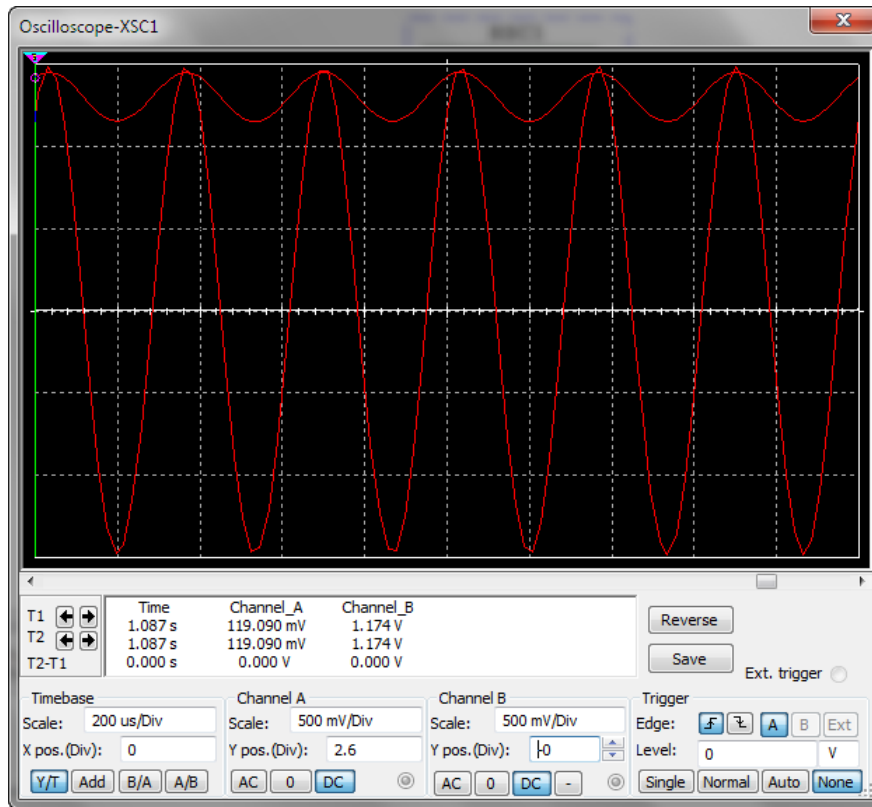 Oscilloscope-XSC1
Time Channel_A Channel_B
T1 1.087 s 119.090 mV 1.174 V
T2 1.087 s 119.090 mV 1.174 V
T2-T1 0.000 s 0.000 V 0.000 V
Reverse
Save
Ext. trigger
Timebase
Scale: 200 us/Div
X pos.(Div): 0
Y/T Add B/A A/B
Channel A
Scale: 500 mV/Div
Y pos.(Div): 2.6
AC 0 DC
Channel B
Scale: 500 mV/Div
Y pos.(Div): -0
AC 0 DC -
Trigger
Edge: A B Ext
Level: 0 V
Single Normal Auto None